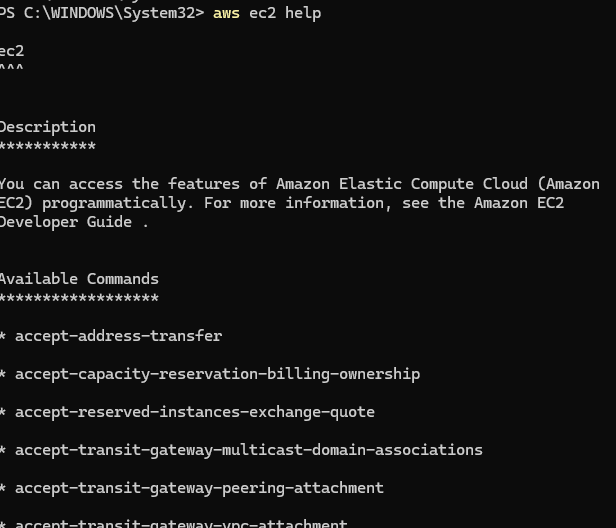 PS C:\WINDOWS\System32> aws ec2 help
ec2
^^^
Description
***********
You can access the features of Amazon Elastic Compute Cloud (Amazon
EC2) programmatically. For more information, see the Amazon EC2
Developer Guide .
Available Commands
******************
* accept-address-transfer
* accept-capacity-reservation-billing-ownership
* accept-reserved-instances-exchange-quote
* accept-transit-gateway-multicast-domain-associations
* accept-transit-gateway-peering-attachment
* accept-transit-gateway-vpc-attachment